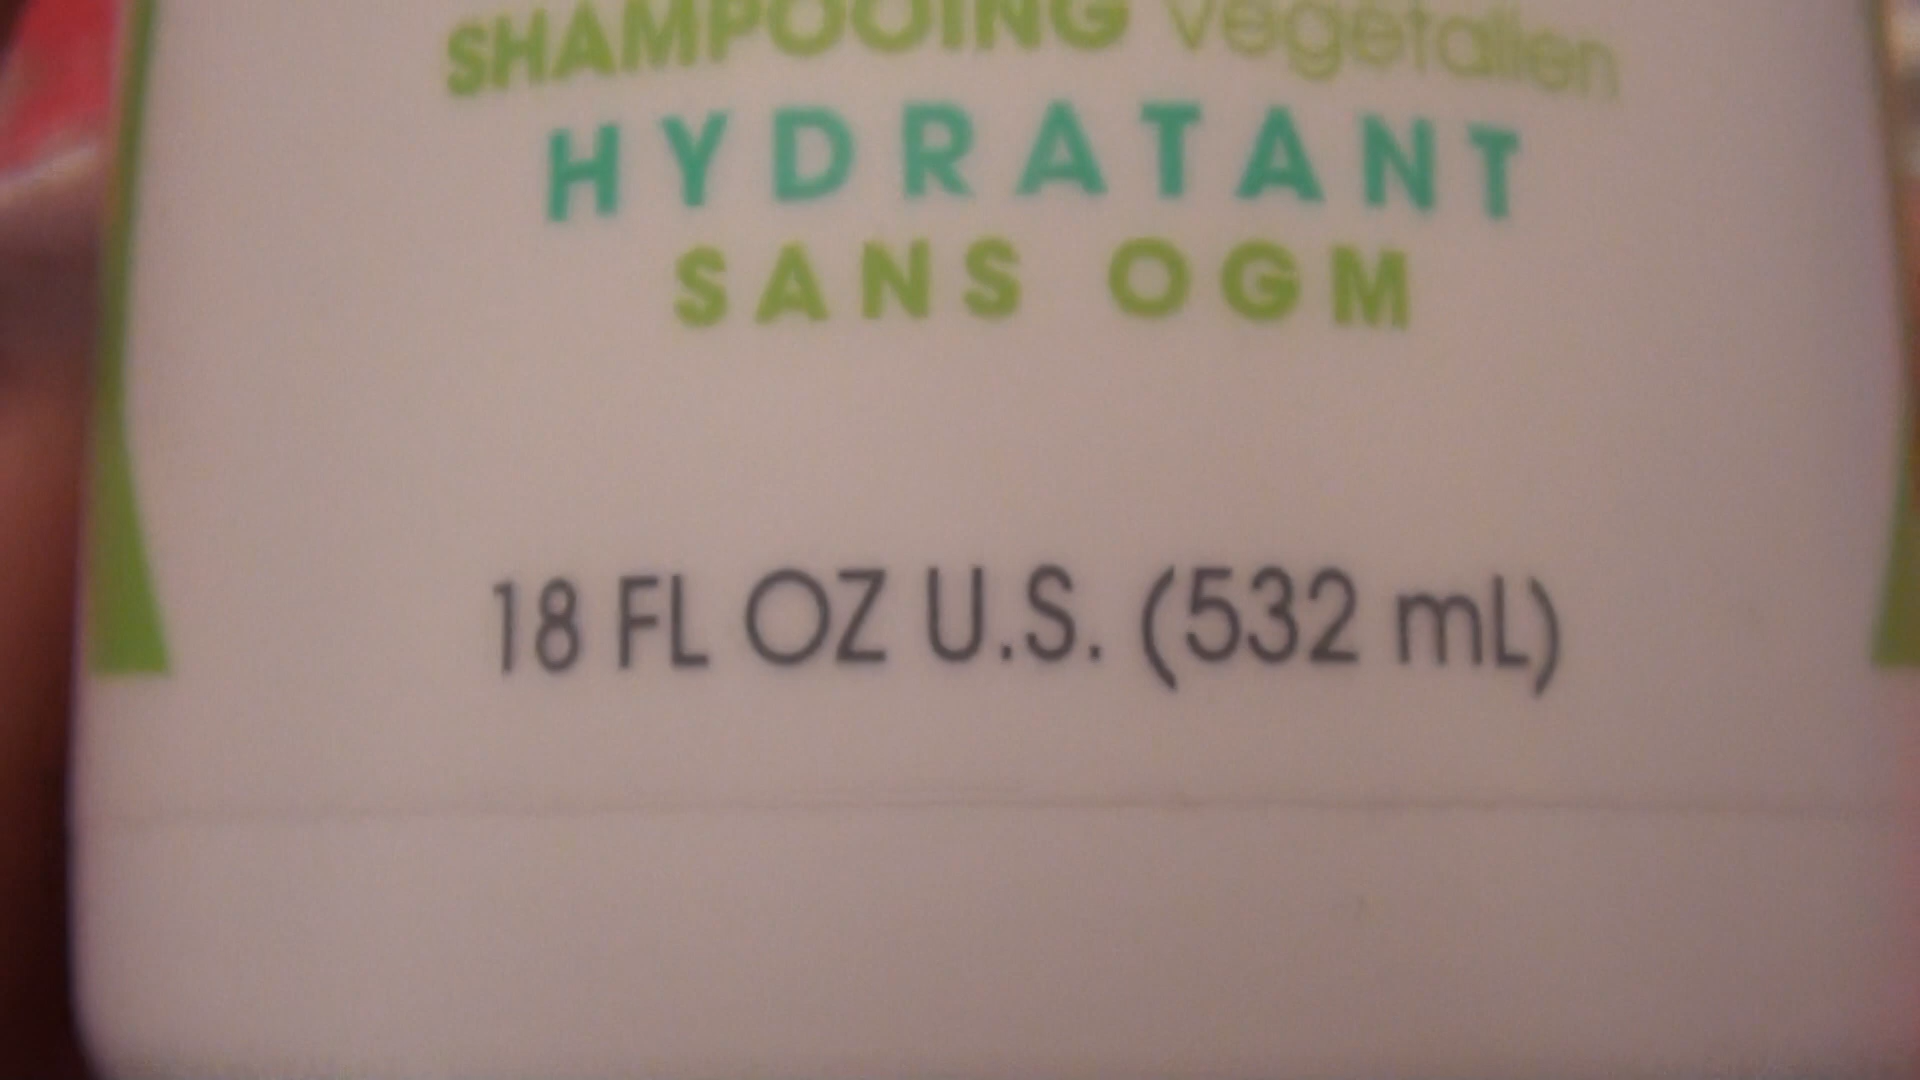 SHAMPOOING végétalien
HYDRATANT
SANS OGM
18 FL OZ U.S. (532 mL)